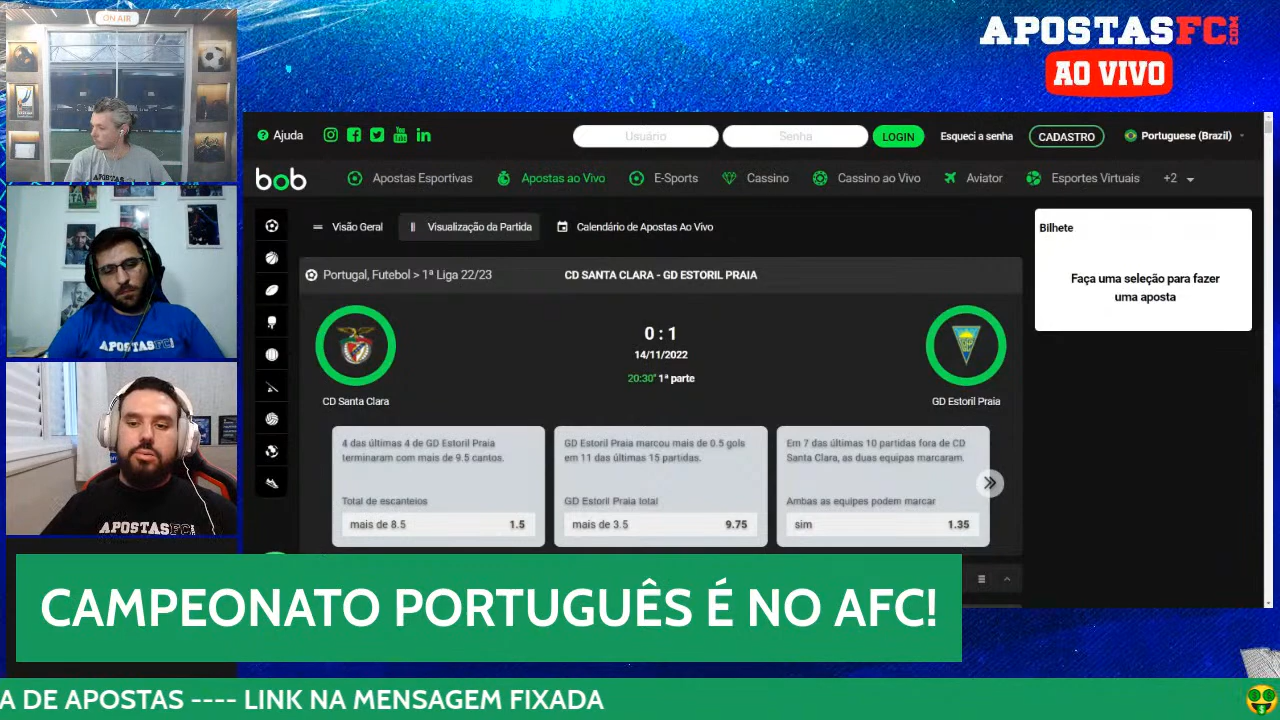 ON AIR
APOSTASFC.COM
AO VIVO
Ajuda
Usuário
Senha
LOGIN
Esqueci a senha
CADASTRO
Portuguese (Brazil)
bob
Apostas Esportivas
Apostas ao Vivo
E-Sports
Cassino
Cassino ao Vivo
Aviator
Esportes Virtuais
+2
Visão Geral
Visualização da Partida
Calendário de Apostas Ao Vivo
Bilhete
Faça uma seleção para fazer
uma aposta
Portugal, Futebol > 1ª Liga 22/23
CD SANTA CLARA - GD ESTORIL PRAIA
0 : 1
14/11/2022
20:30" 1ª parte
CD Santa Clara
GD Estoril Praia
4 das últimas 4 de GD Estoril Praia
terminaram com mais de 9.5 cantos.
Total de escanteios
mais de 8.5 1.5
GD Estoril Praia marcou mais de 0.5 gols
em 11 das últimas 15 partidas.
GD Estoril Praia total
mais de 3.5 9.75
Em 7 das últimas 10 partidas fora de CD
Santa Clara, as duas equipas marcaram.
Ambas as equipes podem marcar
sim 1.35
APOSTASFC
APOSTASFC
CAMPEONATO PORTUGUÊS É NO AFC!
A DE APOSTAS ---- LINK NA MENSAGEM FIXADA